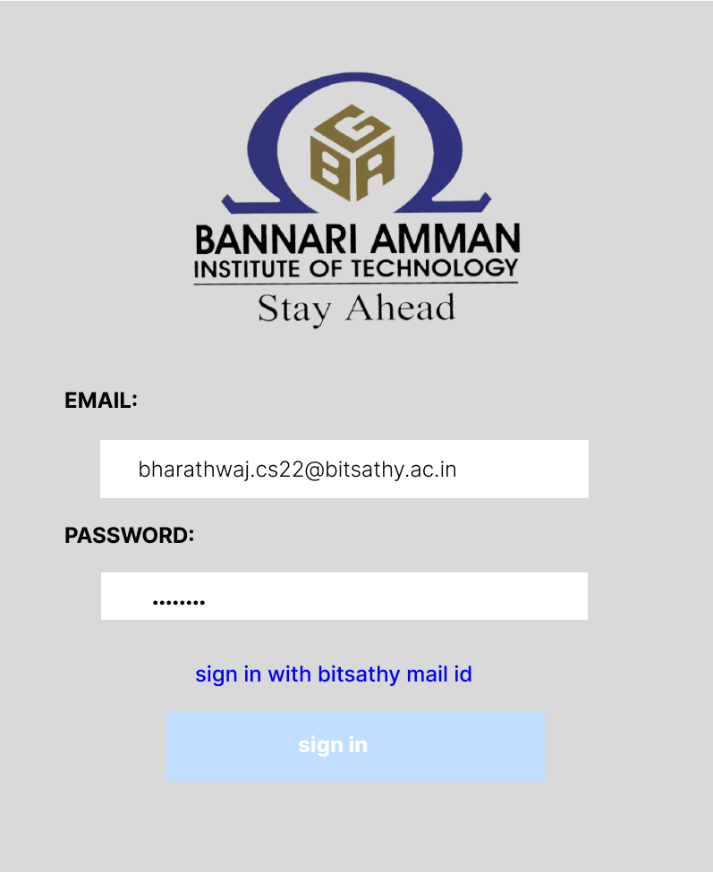 G
BA
BANNARI AMMAN
INSTITUTE OF TECHNOLOGY
Stay Ahead
EMAIL:
bharathwaj.cs22@bitsathy.ac.in
PASSWORD:
........
sign in with bitsathy mail id
sign in